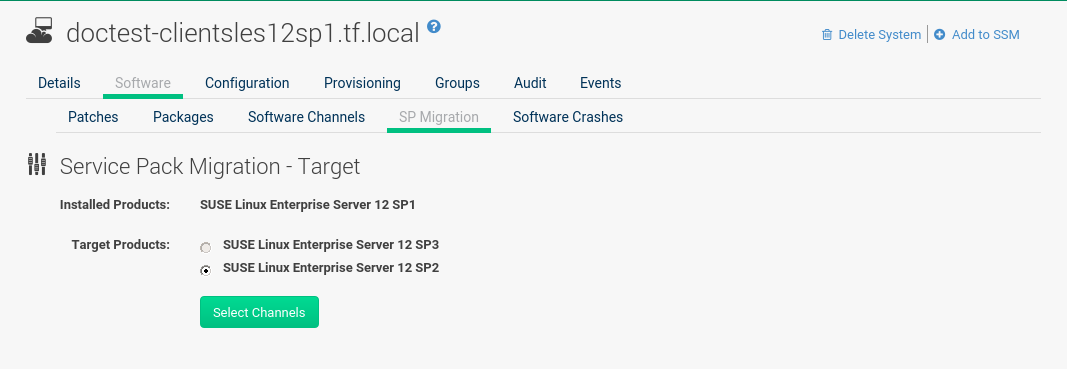 doctest-clientsles12sp1.tf.local ?
Delete System | Add to SSM
Details Software Configuration Provisioning Groups Audit Events
Patches Packages Software Channels SP Migration Software Crashes
Service Pack Migration - Target
Installed Products: SUSE Linux Enterprise Server 12 SP1
Target Products: SUSE Linux Enterprise Server 12 SP3
SUSE Linux Enterprise Server 12 SP2
Select Channels